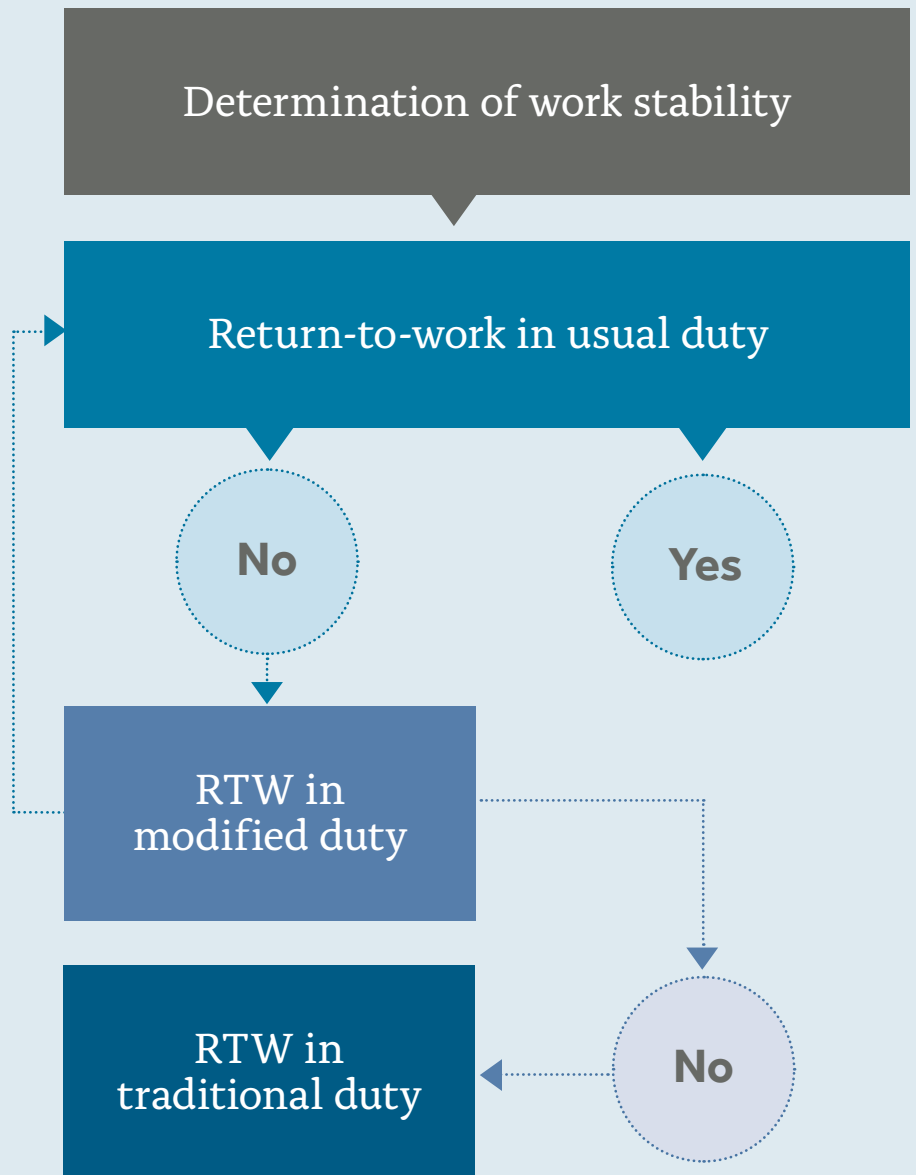 Determination of work stability
Return-to-work in usual duty
No
Yes
RTW in
modified duty
No
RTW in
traditional duty